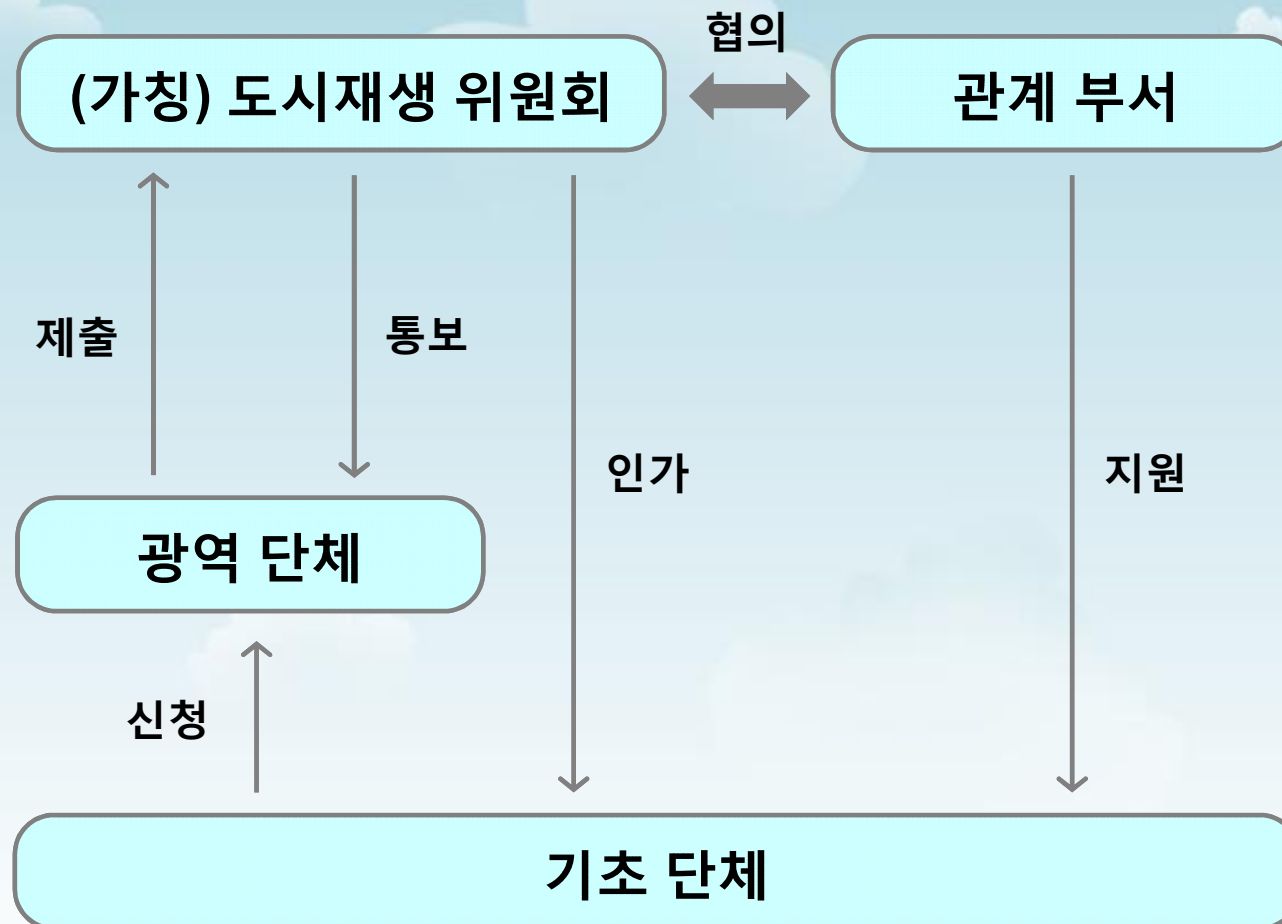 협의
(가칭) 도시재생 위원회
관계 부서
제출
통보
인가
지원
광역 단체
신청
기초 단체